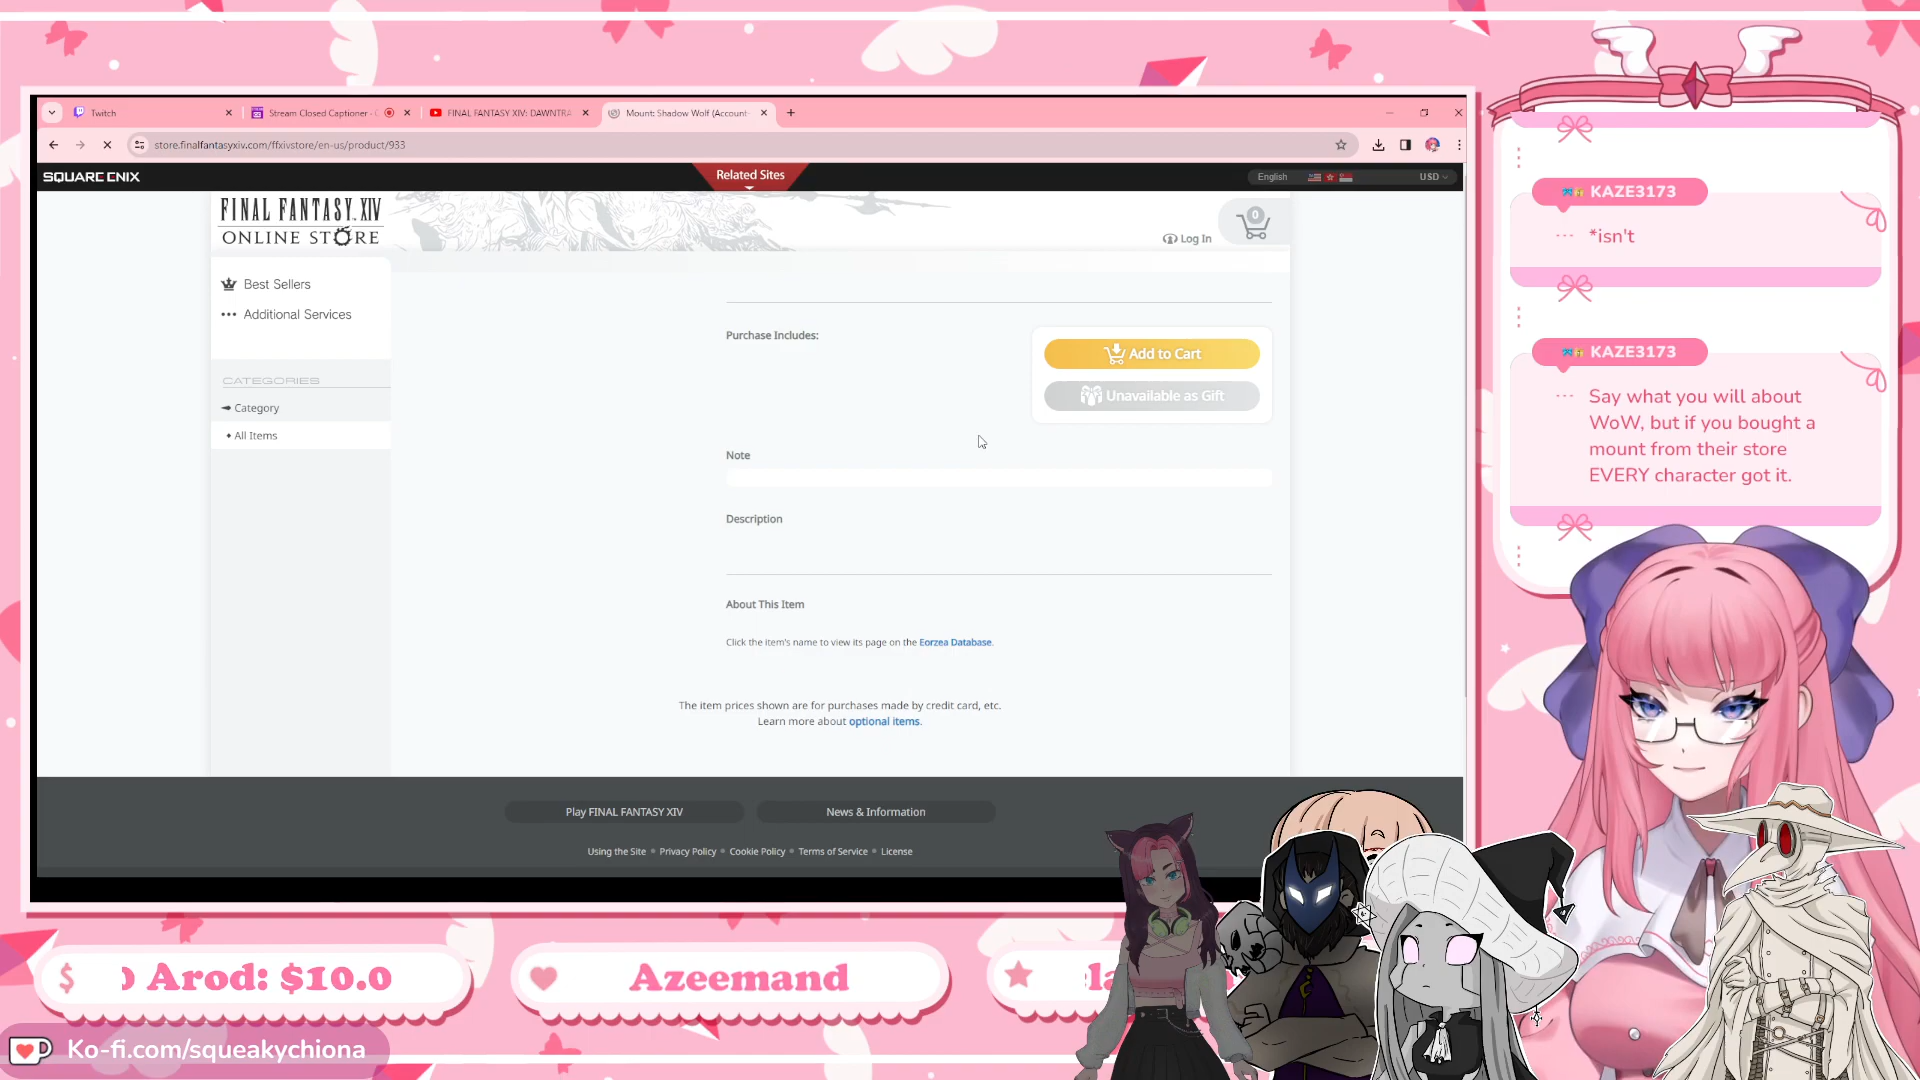 Twitch
Stream Closed Captioner - C
FINAL FANTASY XIV: DAWNTRA
Mount: Shadow Wolf (Account-
store.finalfantasyxiv.com/ffxivstore/en-us/product/933
SQUARE ENIX
Related Sites
English
USD
FINAL FANTASY XIV
ONLINE STORE
0
Log In
Best Sellers
Additional Services
CATEGORIES
Category
All Items
Purchase Includes:
Add to Cart
Unavailable as Gift
Note
Description
About This Item
Click the item's name to view its page on the Eorzea Database.
The item prices shown are for purchases made by credit card, etc.
Learn more about optional items.
Play FINAL FANTASY XIV
News & Information
Using the Site
Privacy Policy
Cookie Policy
Terms of Service
License
KAZE3173
*isn't
KAZE3173
Say what you will about
WoW, but if you bought a
mount from their store
EVERY character got it.
Arod: $10.0
Azeemand
Ko-fi.com/squeakychiona